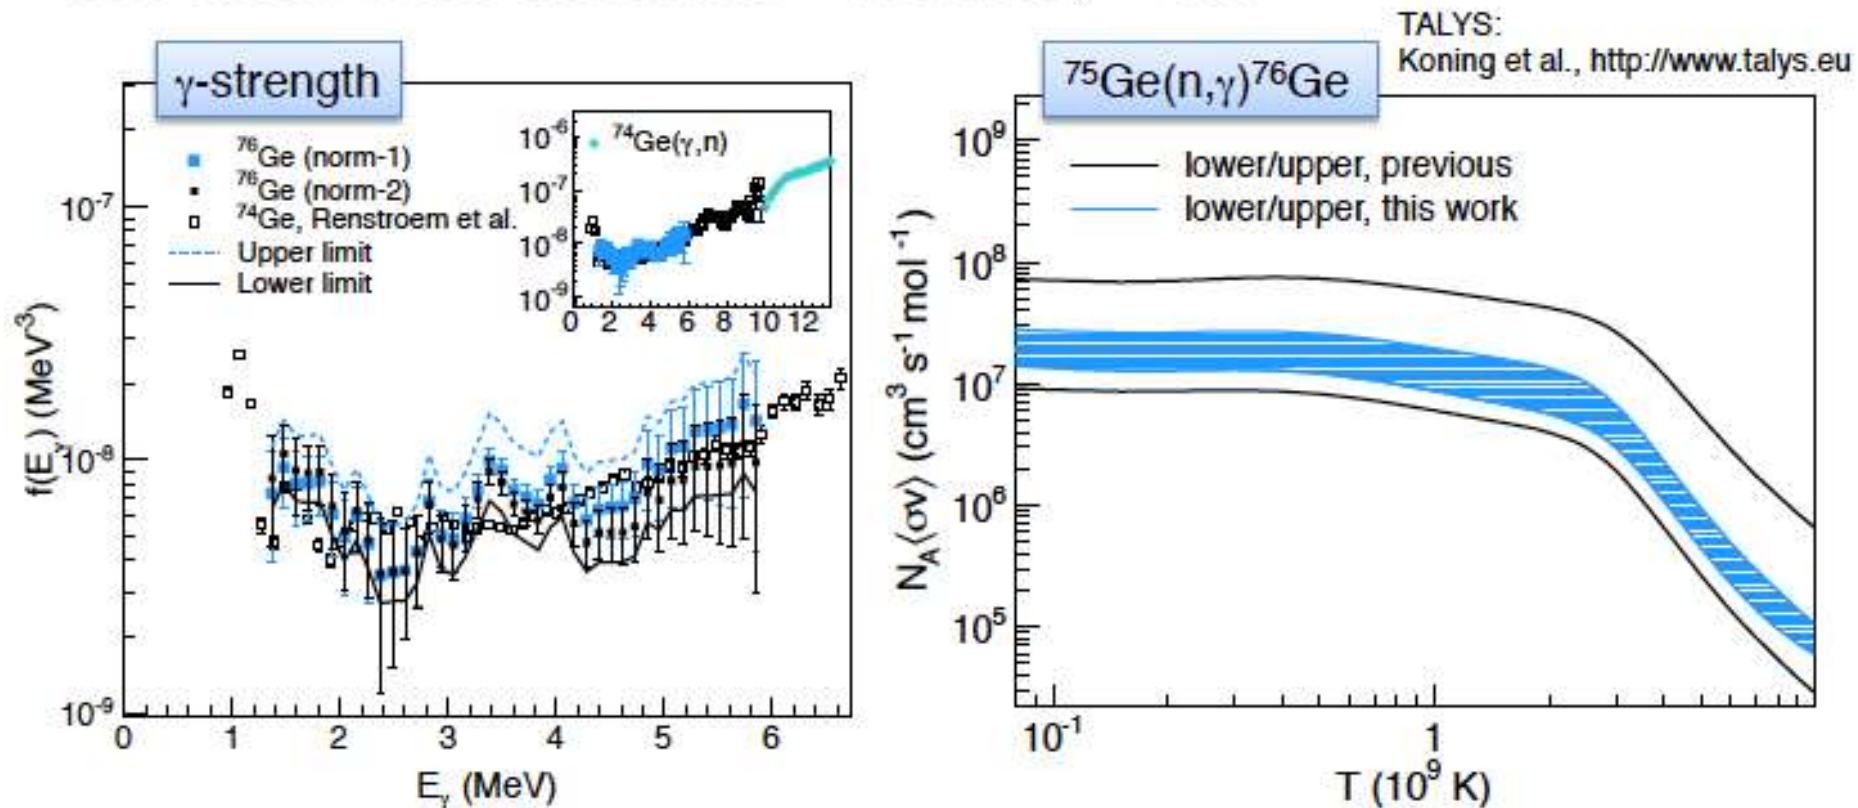 TALYS:
Koning et al., http://www.talys.eu
γ-strength
⁷⁶Ge (norm-1)
⁷⁶Ge (norm-2)
⁷⁴Ge, Renstroem et al.
Upper limit
Lower limit
10⁻⁷
10⁻⁸
10⁻⁹
f(E_γ) (MeV⁻³)
0 1 2 3 4 5 6
E_γ (MeV)
⁷⁴Ge(γ,n)
10⁻⁶
10⁻⁷
10⁻⁸
10⁻⁹
0 2 4 6 8 10 12
⁷⁵Ge(n,γ)⁷⁶Ge
lower/upper, previous
lower/upper, this work
10⁹
10⁸
10⁷
10⁶
10⁵
N_A⟨σv⟩ (cm³ s⁻¹ mol⁻¹)
10⁻¹ 1
T (10⁹ K)